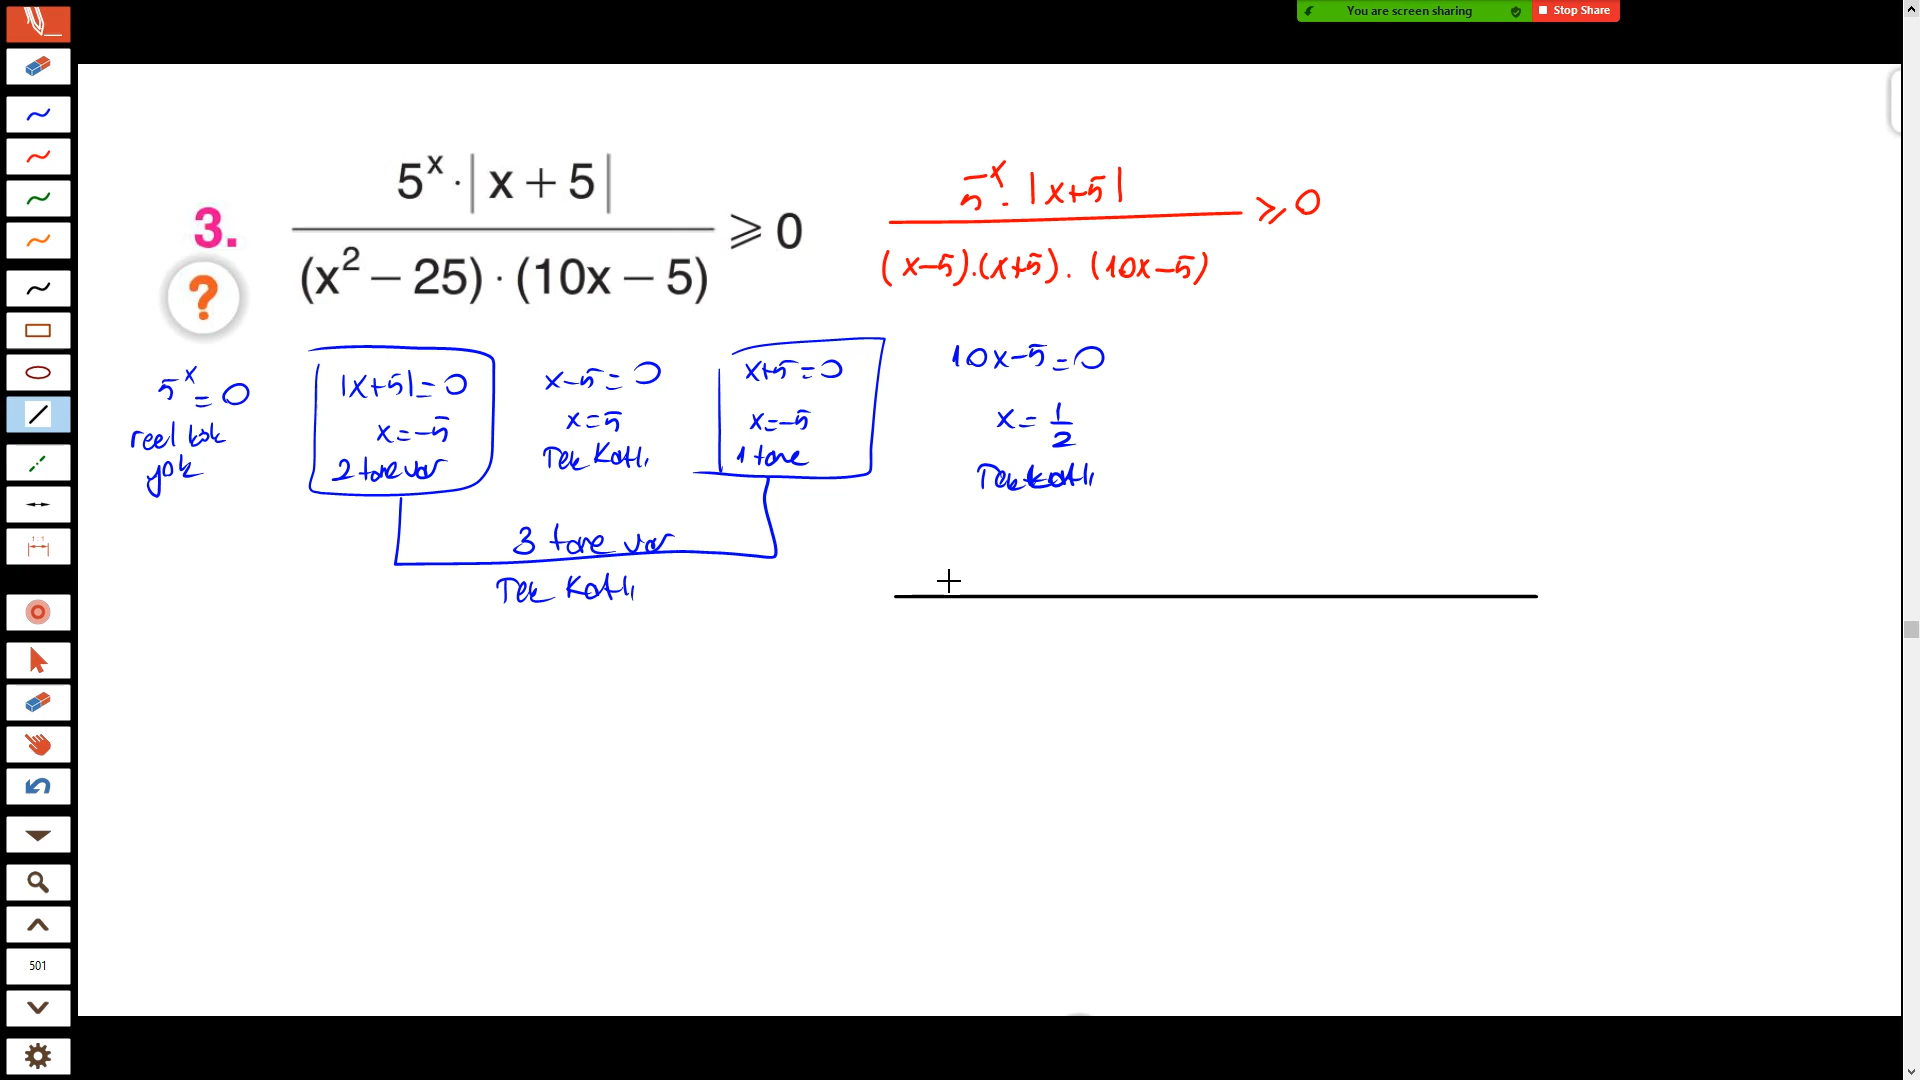 You are screen sharing
Stop Share
3.
5^x · |x + 5|
(x² − 25) · (10x − 5)
⩾ 0
?
5^x · |x+5|
(x−5).(x+5). (10x−5)
⩾ 0
5^x = 0
reel kök
yok
|x+5| = 0
x = −5
2 tane var
x−5 = 0
x = 5
Tek Katlı
x+5 = 0
x = −5
1 tane
10x−5 = 0
x = 1/2
Tek katlı
3 tane var
Tek Katlı
1:1
501